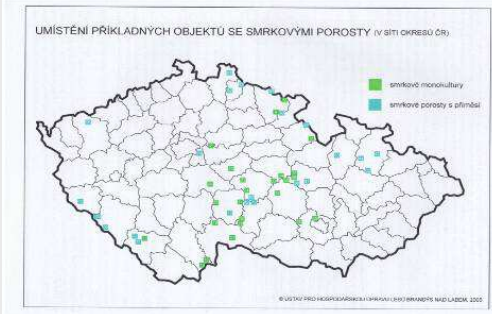 UMÍSTĚNÍ PŘÍKLADNÝCH OBJEKTŮ SE SMRKOVÝMI POROSTY (V SÍTI OKRESŮ ČR)
smrkové monokultury
smrkové porosty s příměsí
© ÚSTAV PRO HOSPODÁŘSKOU ÚPRAVU LESŮ BRANDÝS NAD LABEM, 2005